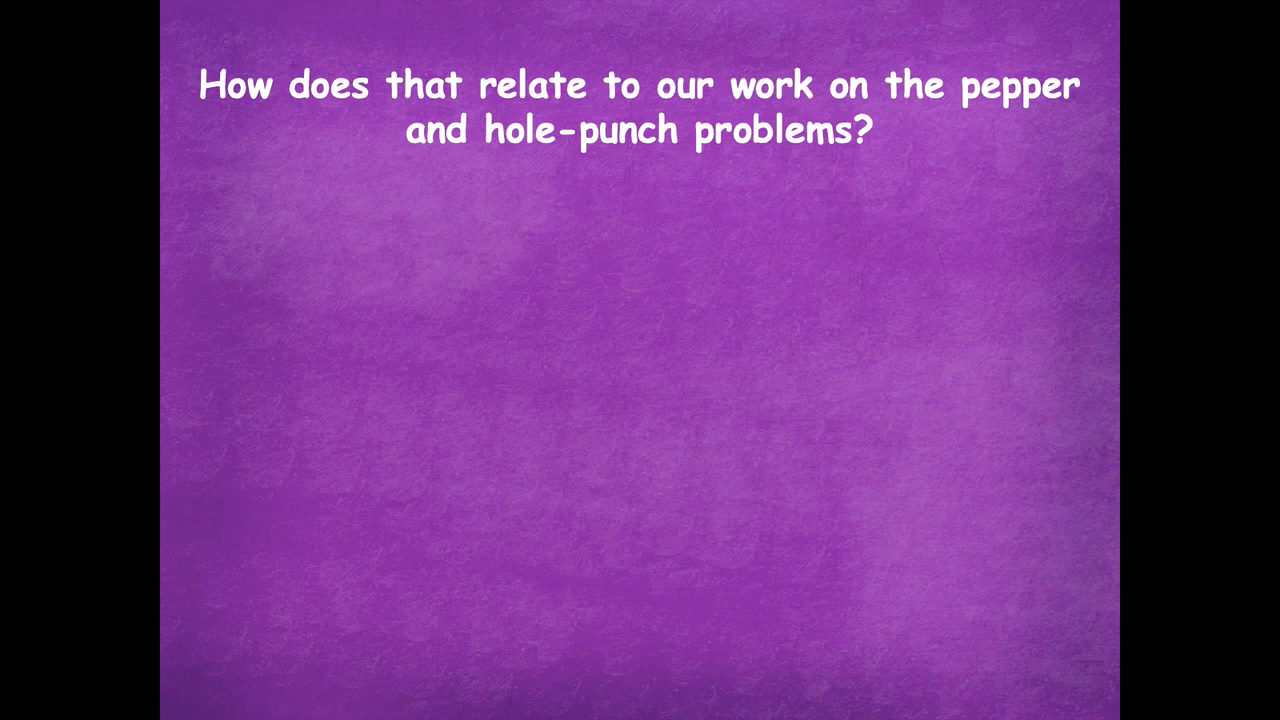 How does that relate to our work on the pepper
and hole-punch problems?